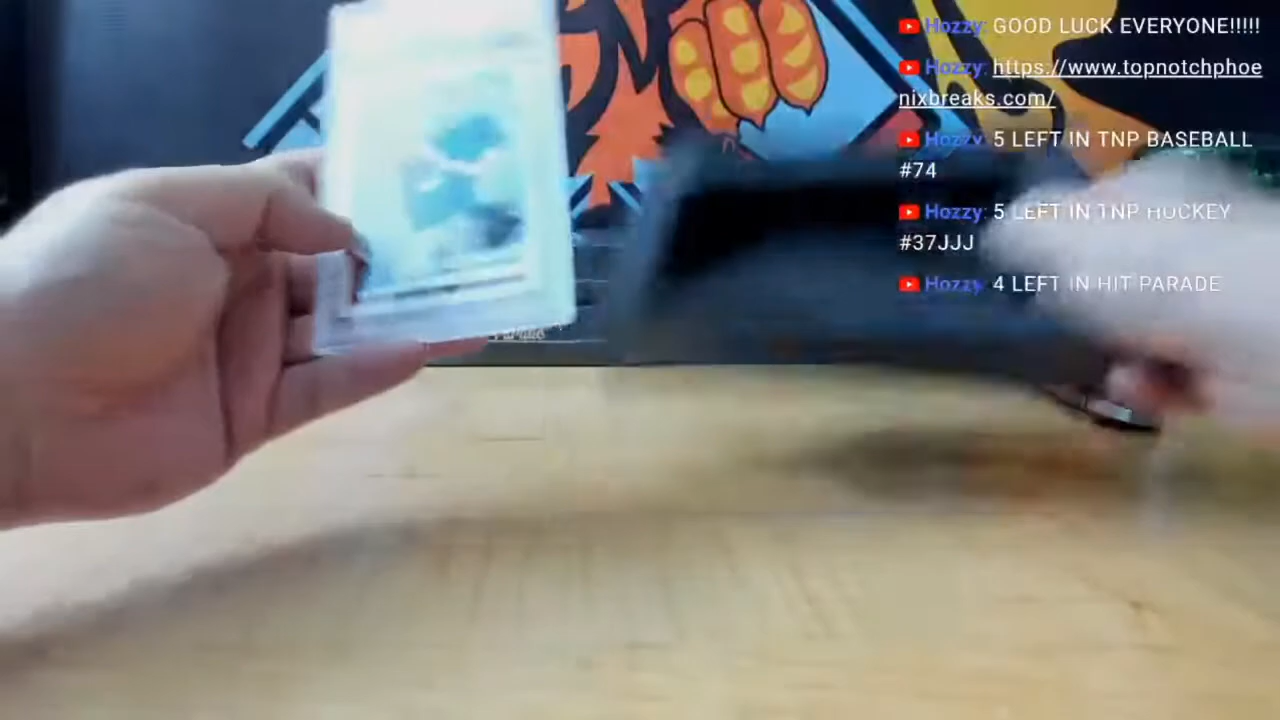 Hozzy: GOOD LUCK EVERYONE!!!!!
Hozzy: https://www.topnotchphoe
nixbreaks.com/
Hozzy: 5 LEFT IN TNP BASEBALL
#74
Hozzy: 5 LEFT IN TNP HOCKEY
#37JJJ
Hozzy: 4 LEFT IN HIT PARADE